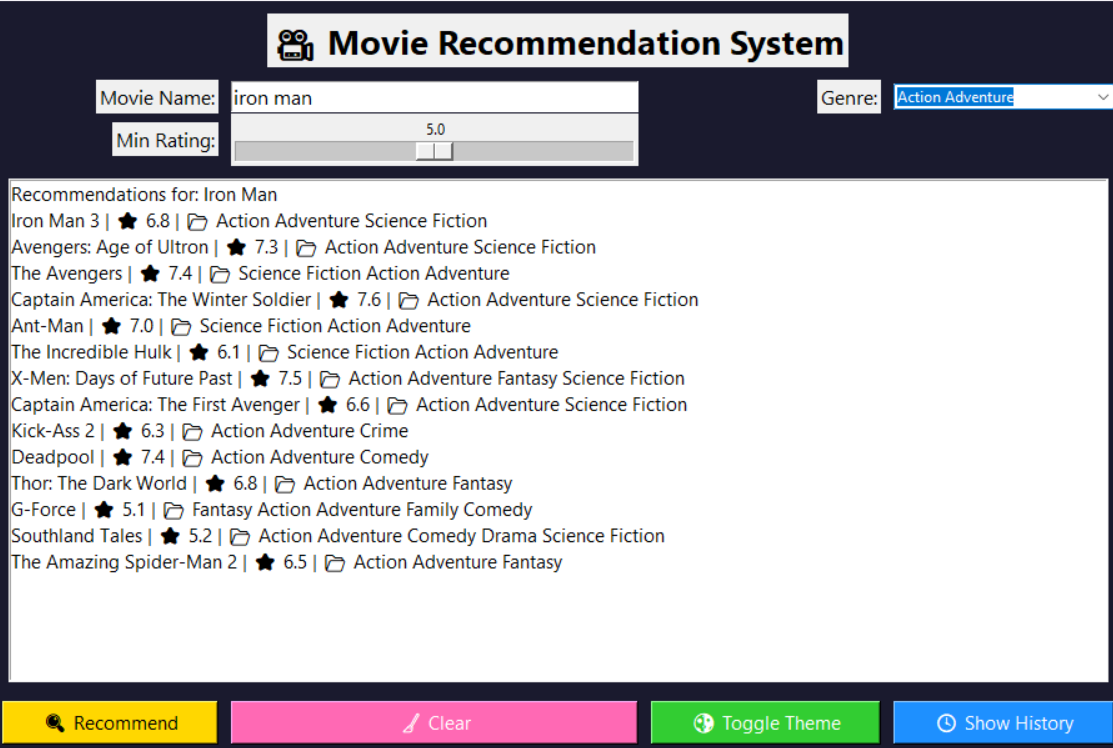 Movie Recommendation System
Movie Name: iron man
Genre: Action Adventure
Min Rating: 5.0
Recommendations for: Iron Man
Iron Man 3 | ★ 6.8 | 📂 Action Adventure Science Fiction
Avengers: Age of Ultron | ★ 7.3 | 📂 Action Adventure Science Fiction
The Avengers | ★ 7.4 | 📂 Science Fiction Action Adventure
Captain America: The Winter Soldier | ★ 7.6 | 📂 Action Adventure Science Fiction
Ant-Man | ★ 7.0 | 📂 Science Fiction Action Adventure
The Incredible Hulk | ★ 6.1 | 📂 Science Fiction Action Adventure
X-Men: Days of Future Past | ★ 7.5 | 📂 Action Adventure Fantasy Science Fiction
Captain America: The First Avenger | ★ 6.6 | 📂 Action Adventure Science Fiction
Kick-Ass 2 | ★ 6.3 | 📂 Action Adventure Crime
Deadpool | ★ 7.4 | 📂 Action Adventure Comedy
Thor: The Dark World | ★ 6.8 | 📂 Action Adventure Fantasy
G-Force | ★ 5.1 | 📂 Fantasy Action Adventure Family Comedy
Southland Tales | ★ 5.2 | 📂 Action Adventure Comedy Drama Science Fiction
The Amazing Spider-Man 2 | ★ 6.5 | 📂 Action Adventure Fantasy
Recommend
Clear
Toggle Theme
Show History